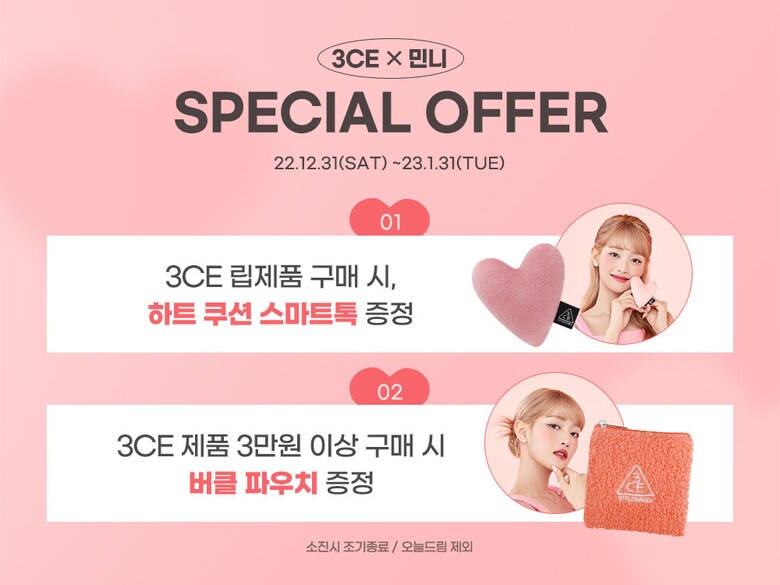 3CE × 민니
SPECIAL OFFER
22.12.31(SAT) ~23.1.31(TUE)
01
3CE 립제품 구매 시,
하트 쿠션 스마트톡 증정
3CE
02
3CE 제품 3만원 이상 구매 시
버클 파우치 증정
3CE
STYLENANDA
소진시 조기종료 / 오늘드림 제외